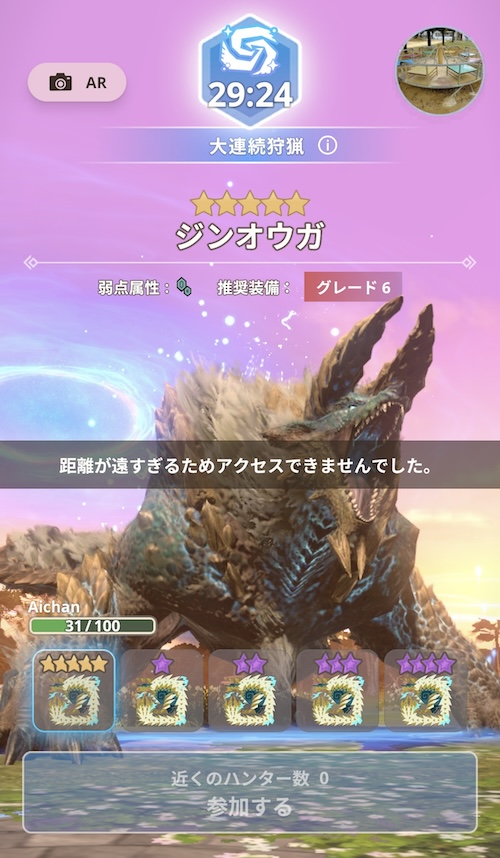 AR
29:24
大連続狩猟
ジンオウガ
弱点属性: 推奨装備: グレード 6
距離が遠すぎるためアクセスできませんでした。
Aichan
31/100
近くのハンター数 0
参加する